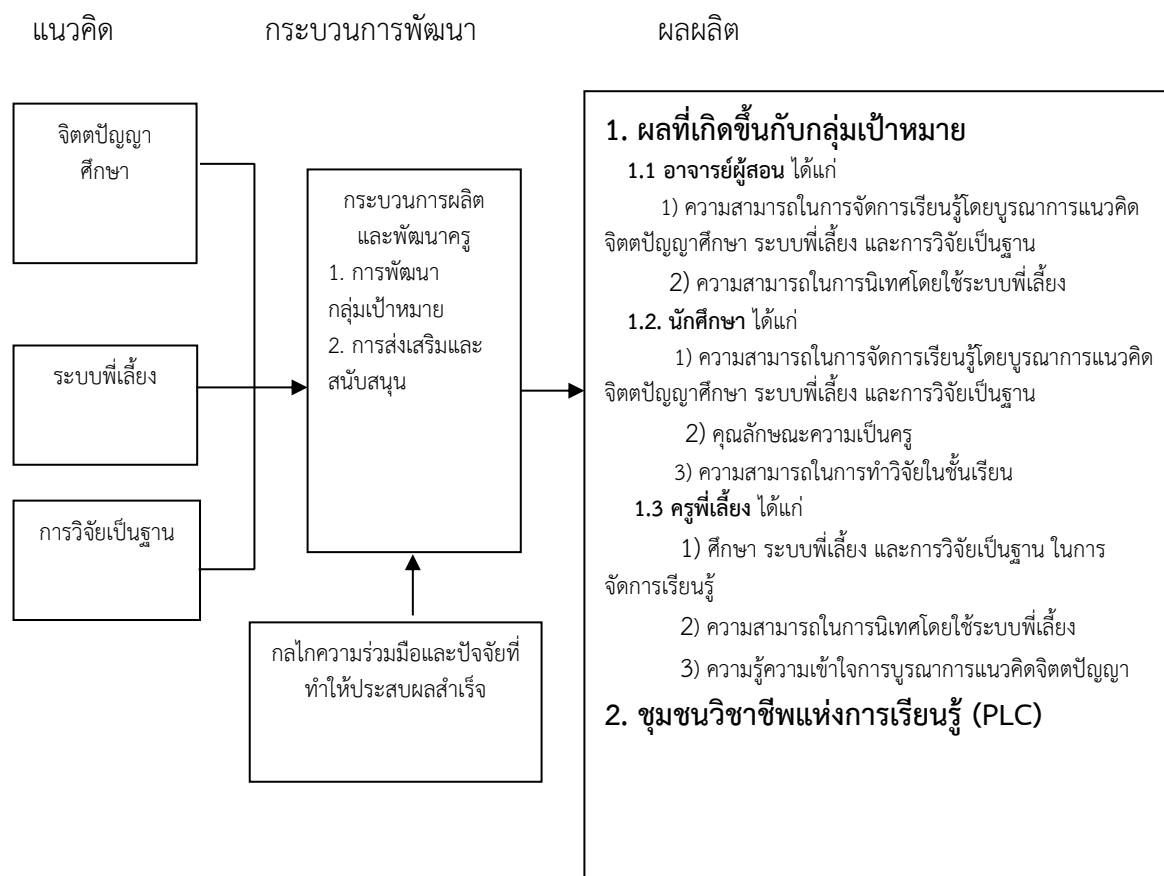 แนวคิด กระบวนการพัฒนา ผลผลิต
จิตตปัญญา
ศึกษา
ระบบพี่เลี้ยง
การวิจัยเป็นฐาน
กระบวนการผลิต
และพัฒนาครู
1. การพัฒนา
กลุ่มเป้าหมาย
2. การส่งเสริมและ
สนับสนุน
กลไกความร่วมมือและปัจจัยที่
ทำให้ประสบผลสำเร็จ
1. ผลที่เกิดขึ้นกับกลุ่มเป้าหมาย
1.1 อาจารย์ผู้สอน ได้แก่
1) ความสามารถในการจัดการเรียนรู้โดยบูรณาการแนวคิด
จิตตปัญญาศึกษา ระบบพี่เลี้ยง และการวิจัยเป็นฐาน
2) ความสามารถในการนิเทศโดยใช้ระบบพี่เลี้ยง
1.2. นักศึกษา ได้แก่
1) ความสามารถในการจัดการเรียนรู้โดยบูรณาการแนวคิด
จิตตปัญญาศึกษา ระบบพี่เลี้ยง และการวิจัยเป็นฐาน
2) คุณลักษณะความเป็นครู
3) ความสามารถในการทำวิจัยในชั้นเรียน
1.3 ครูพี่เลี้ยง ได้แก่
1) ศึกษา ระบบพี่เลี้ยง และการวิจัยเป็นฐาน ในการ
จัดการเรียนรู้
2) ความสามารถในการนิเทศโดยใช้ระบบพี่เลี้ยง
3) ความรู้ความเข้าใจการบูรณาการแนวคิดจิตตปัญญา
2. ชุมชนวิชาชีพแห่งการเรียนรู้ (PLC)